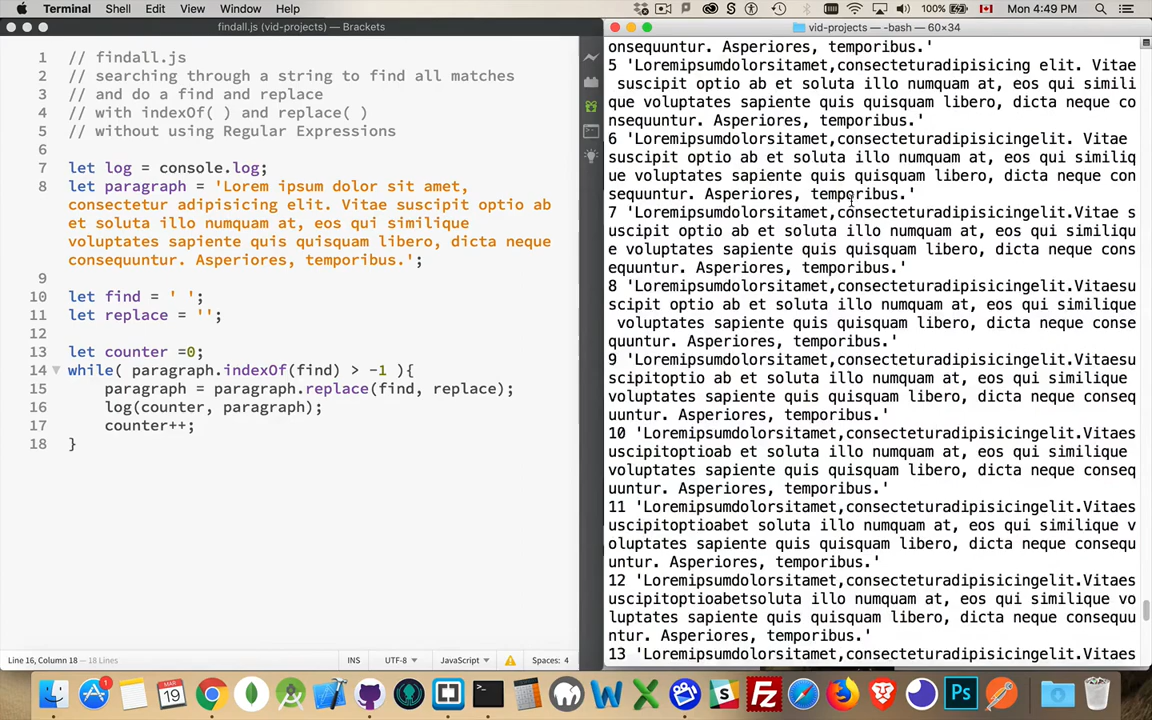 Terminal Shell Edit View Window Help 100% Mon 4:49 PM
findall.js (vid-projects) — Brackets
1 // findall.js
2 // searching through a string to find all matches
3 // and do a find and replace
4 // with indexOf( ) and replace( )
5 // without using Regular Expressions
6
7 let log = console.log;
8 let paragraph = 'Lorem ipsum dolor sit amet,
consectetur adipisicing elit. Vitae suscipit optio ab
et soluta illo numquam at, eos qui similique
voluptates sapiente quis quisquam libero, dicta neque
consequuntur. Asperiores, temporibus.';
9
10 let find = ' ';
11 let replace = '';
12
13 let counter =0;
14 while( paragraph.indexOf(find) > -1 ){
15 paragraph = paragraph.replace(find, replace);
16 log(counter, paragraph);
17 counter++;
18 }
Line 16, Column 18 — 18 Lines INS UTF-8 JavaScript Spaces: 4
vid-projects — -bash — 60×34
onsequuntur. Asperiores, temporibus.'
5 'Loremipsumdolorsitamet,consecteturadipisicing elit. Vitae
suscipit optio ab et soluta illo numquam at, eos qui simili
que voluptates sapiente quis quisquam libero, dicta neque co
nsequuntur. Asperiores, temporibus.'
6 'Loremipsumdolorsitamet,consecteturadipisicingelit. Vitae
suscipit optio ab et soluta illo numquam at, eos qui similiq
ue voluptates sapiente quis quisquam libero, dicta neque con
sequuntur. Asperiores, temporibus.'
7 'Loremipsumdolorsitamet,consecteturadipisicingelit.Vitae s
uscipit optio ab et soluta illo numquam at, eos qui similiqu
e voluptates sapiente quis quisquam libero, dicta neque cons
equuntur. Asperiores, temporibus.'
8 'Loremipsumdolorsitamet,consecteturadipisicingelit.Vitaesu
scipit optio ab et soluta illo numquam at, eos qui similique
voluptates sapiente quis quisquam libero, dicta neque conse
quuntur. Asperiores, temporibus.'
9 'Loremipsumdolorsitamet,consecteturadipisicingelit.Vitaesu
scipitoptio ab et soluta illo numquam at, eos qui similique
voluptates sapiente quis quisquam libero, dicta neque conseq
uuntur. Asperiores, temporibus.'
10 'Loremipsumdolorsitamet,consecteturadipisicingelit.Vitaes
uscipitoptioab et soluta illo numquam at, eos qui similique
voluptates sapiente quis quisquam libero, dicta neque conseq
uuntur. Asperiores, temporibus.'
11 'Loremipsumdolorsitamet,consecteturadipisicingelit.Vitaes
uscipitoptioabet soluta illo numquam at, eos qui similique v
oluptates sapiente quis quisquam libero, dicta neque consequ
untur. Asperiores, temporibus.'
12 'Loremipsumdolorsitamet,consecteturadipisicingelit.Vitaes
uscipitoptioabetsoluta illo numquam at, eos qui similique vo
luptates sapiente quis quisquam libero, dicta neque consequu
ntur. Asperiores, temporibus.'
13 'Loremipsumdolorsitamet,consecteturadipisicingelit.Vitaes
1
MAR
19
Ps